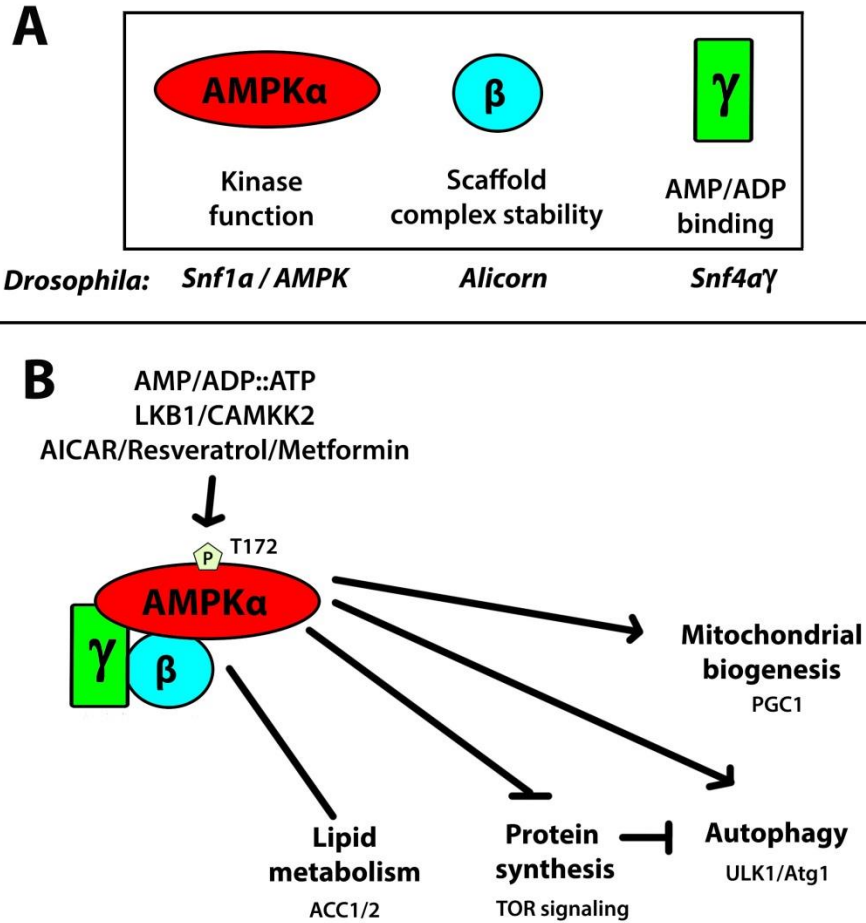 A
AMPKα
β
γ
Kinase
function
Scaffold
complex stability
AMP/ADP
binding
Drosophila: Snf1a / AMPK Alicorn Snf4aγ
B
AMP/ADP::ATP
LKB1/CAMKK2
AICAR/Resveratrol/Metformin
P
T172
AMPKα
γ
β
Mitochondrial
biogenesis
PGC1
Lipid
metabolism
ACC1/2
Protein
synthesis
TOR signaling
Autophagy
ULK1/Atg1